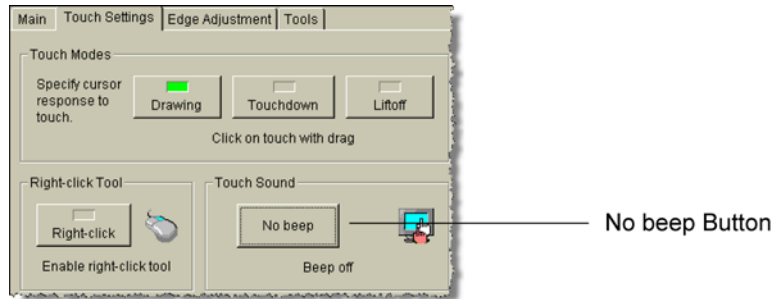 Main Touch Settings Edge Adjustment Tools
Touch Modes
Specify cursor
response to
touch.
Drawing Touchdown Liftoff
Click on touch with drag
Right-click Tool
Right-click
Enable right-click tool
Touch Sound
No beep
Beep off
No beep Button